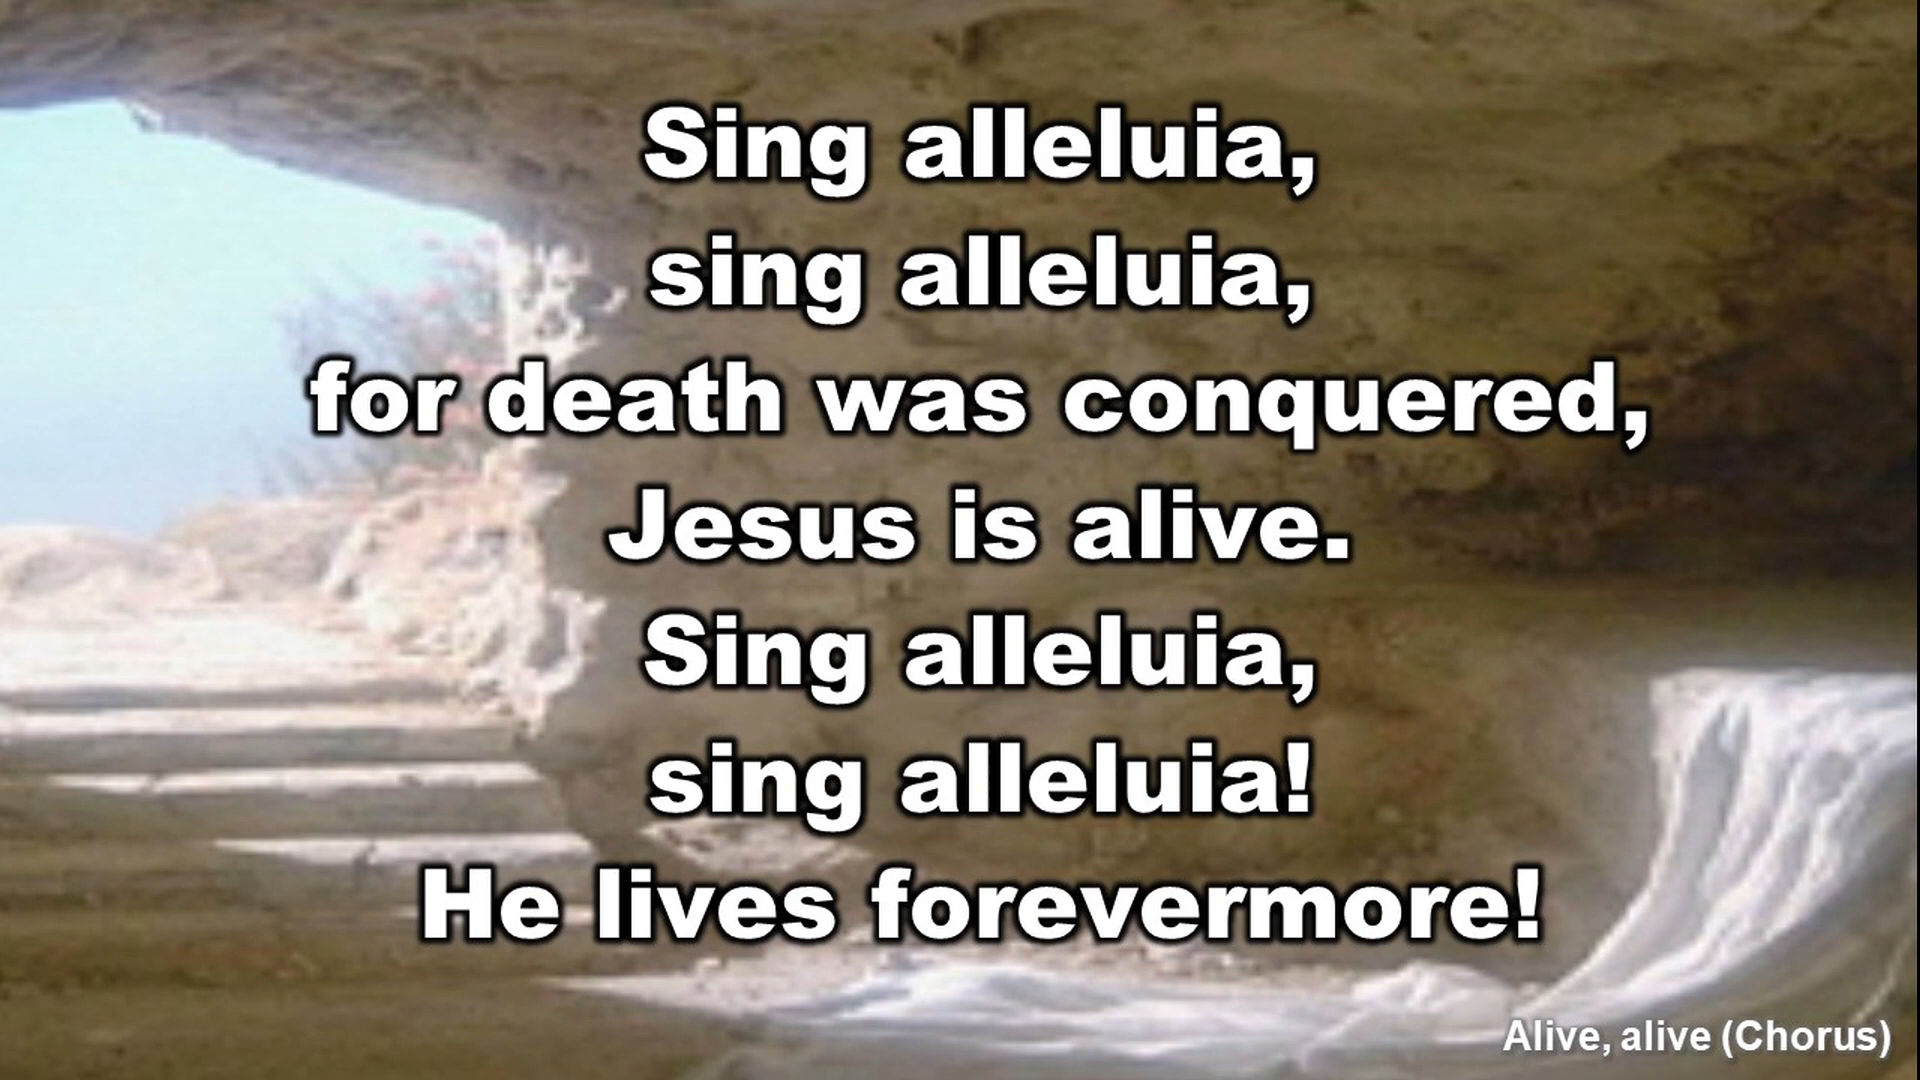 Sing alleluia,
sing alleluia,
for death was conquered,
Jesus is alive.
Sing alleluia,
sing alleluia!
He lives forevermore!
Alive, alive (Chorus)